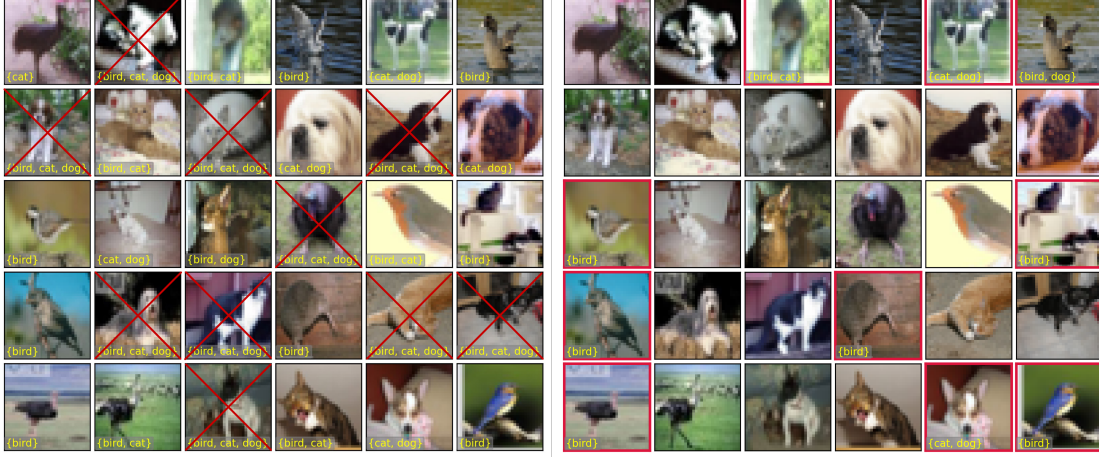 {cat}
{bird, cat, dog}
{bird, cat}
{bird}
{cat, dog}
{bird}
{bird, cat, dog}
{bird, cat}
{bird, cat, dog}
{cat, dog}
{bird, cat, dog}
{cat, dog}
{bird}
{cat, dog}
{bird, dog}
{bird, cat, dog}
{bird, cat}
{bird}
{bird}
{bird, cat, dog}
{bird, cat, dog}
{bird}
{bird, cat, dog}
{bird, cat, dog}
{bird}
{bird, cat}
{bird, cat, dog}
{bird, cat}
{cat, dog}
{bird}
{bird, cat}
{cat, dog}
{bird, dog}
{bird}
{bird}
{bird}
{bird}
{bird}
{cat, dog}
{bird}